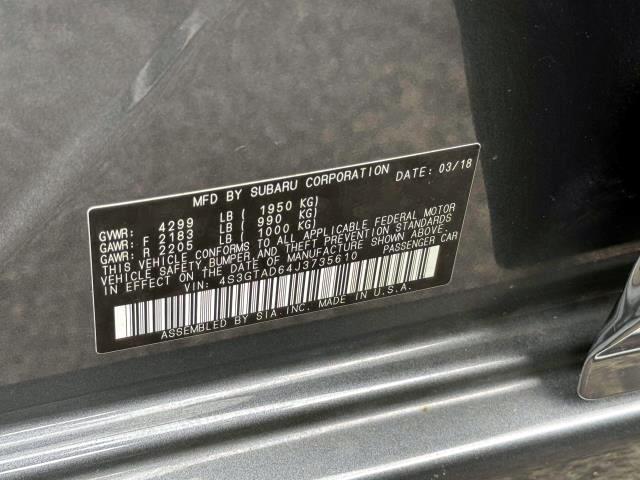 MFD BY SUBARU CORPORATION DATE: 03/18
GVWR: 4299 LB ( 1950 KG)
GAWR: F 2183 LB ( 990 KG)
GAWR: R 2205 LB ( 1000 KG)
THIS VEHICLE CONFORMS TO ALL APPLICABLE FEDERAL MOTOR
VEHICLE SAFETY, BUMPER, AND THEFT PREVENTION STANDARDS
IN EFFECT ON THE DATE OF MANUFACTURE SHOWN ABOVE.
VIN: 4S3GTAD64J3735610 PASSENGER CAR
ASSEMBLED BY SIA.INC. MADE IN U.S.A.